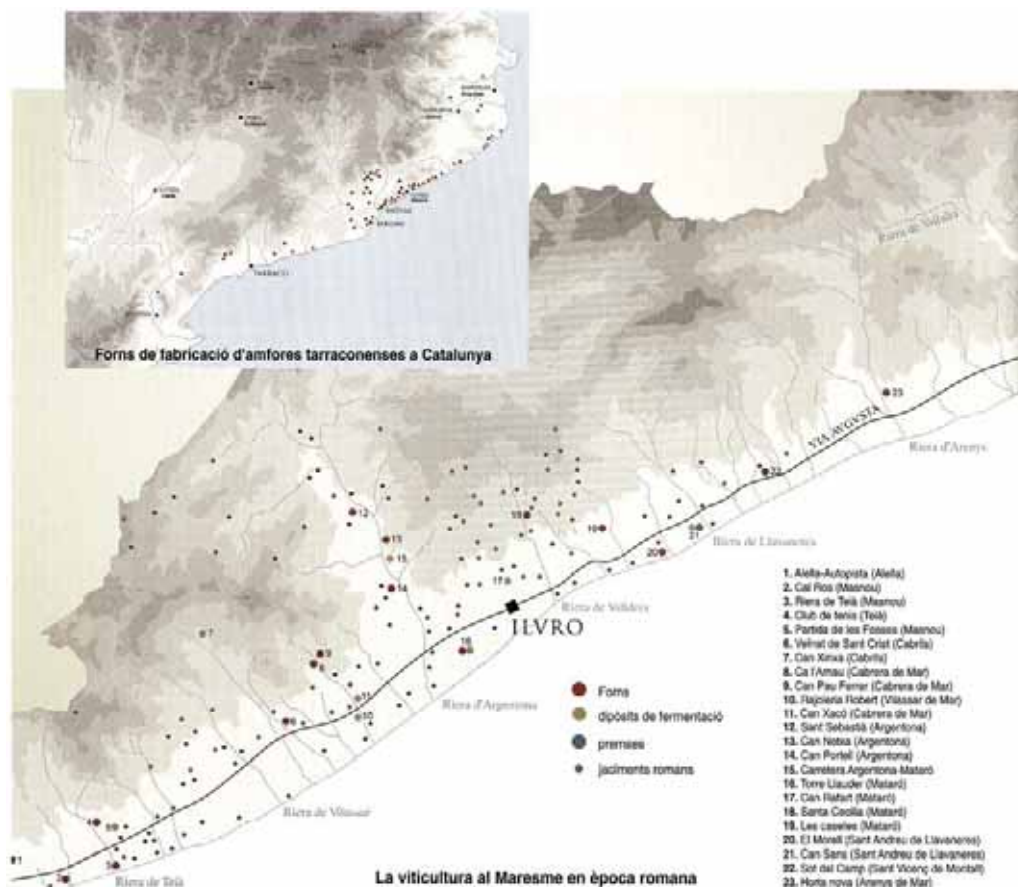 TARRACO
Forns de fabricació d'amfores tarraconenses a Catalunya
VIA AVGVSTA
Riera d'Arenys
Riera de Llavaneres
Riera de Valldeix
ILVRO
Riera d'Argentona
Riera de Vilassar
Riera de Teià
Forns
dipòsits de fermentació
premses
jaciments romans
1. Alella-Autopista (Alella)
2. Cal Ros (Masnou)
3. Riera de Teià (Masnou)
4. Club de tenis (Teià)
5. Partida de les Fosses (Masnou)
6. Veïnat de Sant Crist (Cabrils)
7. Can Xinxa (Cabrils)
8. Ca l'Arnau (Cabrera de Mar)
9. Can Pau Ferrer (Cabrera de Mar)
10. Rajoleria Robert (Vilassar de Mar)
11. Can Xacó (Cabrera de Mar)
12. Sant Sebastià (Argentona)
13. Can Notxa (Argentona)
14. Can Portell (Argentona)
15. Carretera Argentona-Mataró
16. Torre Llauder (Mataró)
17. Can Rafart (Mataró)
18. Santa Cecília (Mataró)
19. Les caseles (Mataró)
20. El Morell (Sant Andreu de Llavaneres)
21. Can Sans (Sant Andreu de Llavaneres)
22. Sot del Camp (Sant Vicenç de Montalt)
23. Horta nova (Arenys de Mar)
La viticultura al Maresme en època romana